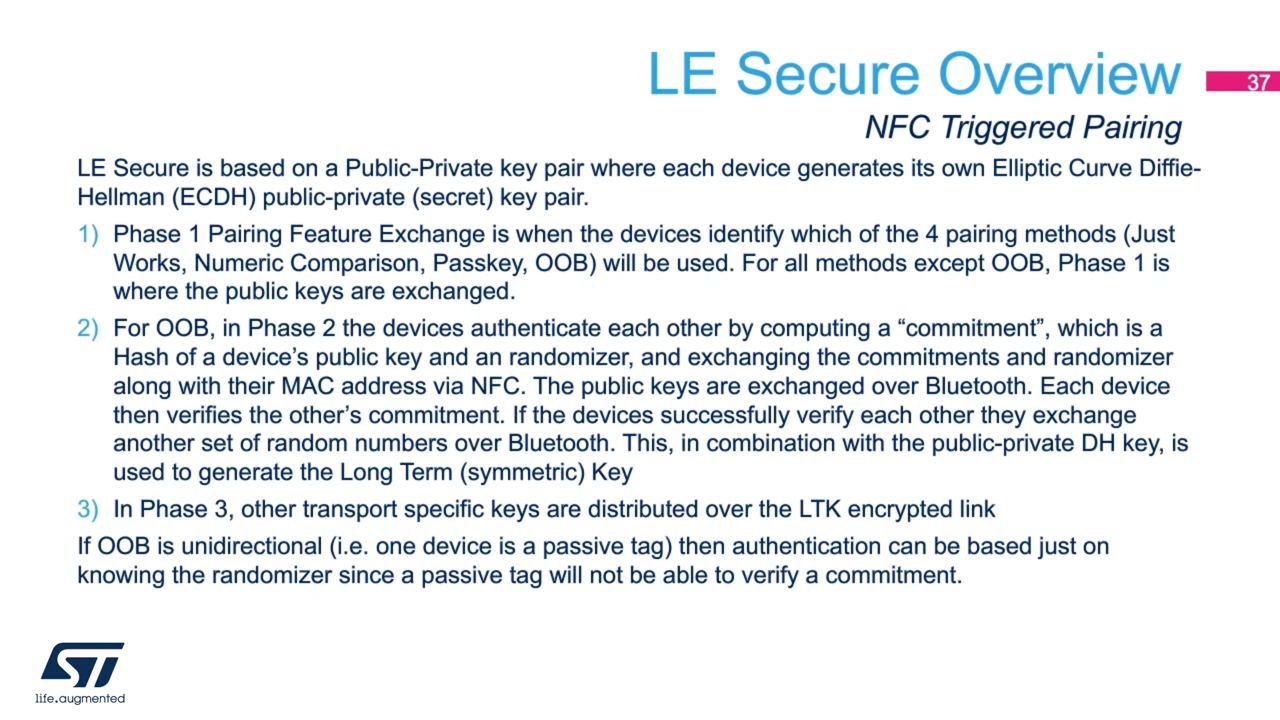 LE Secure Overview
37
NFC Triggered Pairing
LE Secure is based on a Public-Private key pair where each device generates its own Elliptic Curve Diffie-
Hellman (ECDH) public-private (secret) key pair.
1) Phase 1 Pairing Feature Exchange is when the devices identify which of the 4 pairing methods (Just
Works, Numeric Comparison, Passkey, OOB) will be used. For all methods except OOB, Phase 1 is
where the public keys are exchanged.
2) For OOB, in Phase 2 the devices authenticate each other by computing a “commitment”, which is a
Hash of a device’s public key and an randomizer, and exchanging the commitments and randomizer
along with their MAC address via NFC. The public keys are exchanged over Bluetooth. Each device
then verifies the other’s commitment. If the devices successfully verify each other they exchange
another set of random numbers over Bluetooth. This, in combination with the public-private DH key, is
used to generate the Long Term (symmetric) Key
3) In Phase 3, other transport specific keys are distributed over the LTK encrypted link
If OOB is unidirectional (i.e. one device is a passive tag) then authentication can be based just on
knowing the randomizer since a passive tag will not be able to verify a commitment.
ST
life.augmented